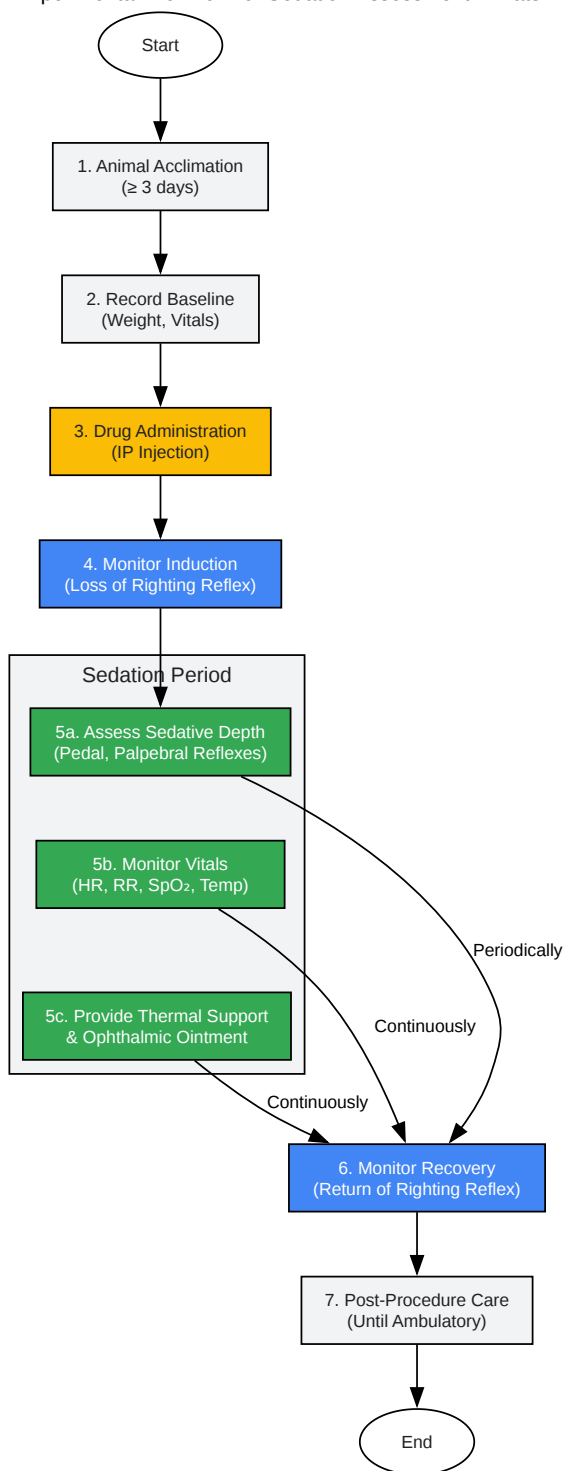 Start
1. Animal Acclimation
(≥ 3 days)
2. Record Baseline
(Weight, Vitals)
3. Drug Administration
(IP Injection)
4. Monitor Induction
(Loss of Righting Reflex)
Sedation Period
5a. Assess Sedative Depth
(Pedal, Palpebral Reflexes)
5b. Monitor Vitals
(HR, RR, SpO₂, Temp)
Periodically
5c. Provide Thermal Support
& Ophthalmic Ointment
Continuously
Continuously
6. Monitor Recovery
(Return of Righting Reflex)
7. Post-Procedure Care
(Until Ambulatory)
End